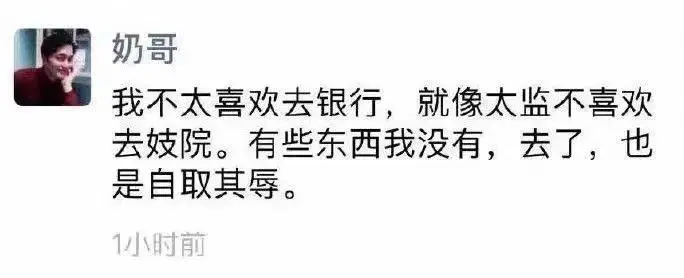 奶哥
我不太喜欢去银行，就像太监不喜欢
去妓院。有些东西我没有，去了，也
是自取其辱。
1小时前